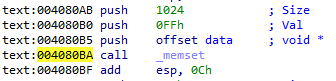 text:004080AB push    1024            ; Size
text:004080B0 push    0FFh            ; Val
text:004080B5 push    offset data     ; void *
text:004080BA call    _memset
text:004080BF add     esp, 0Ch